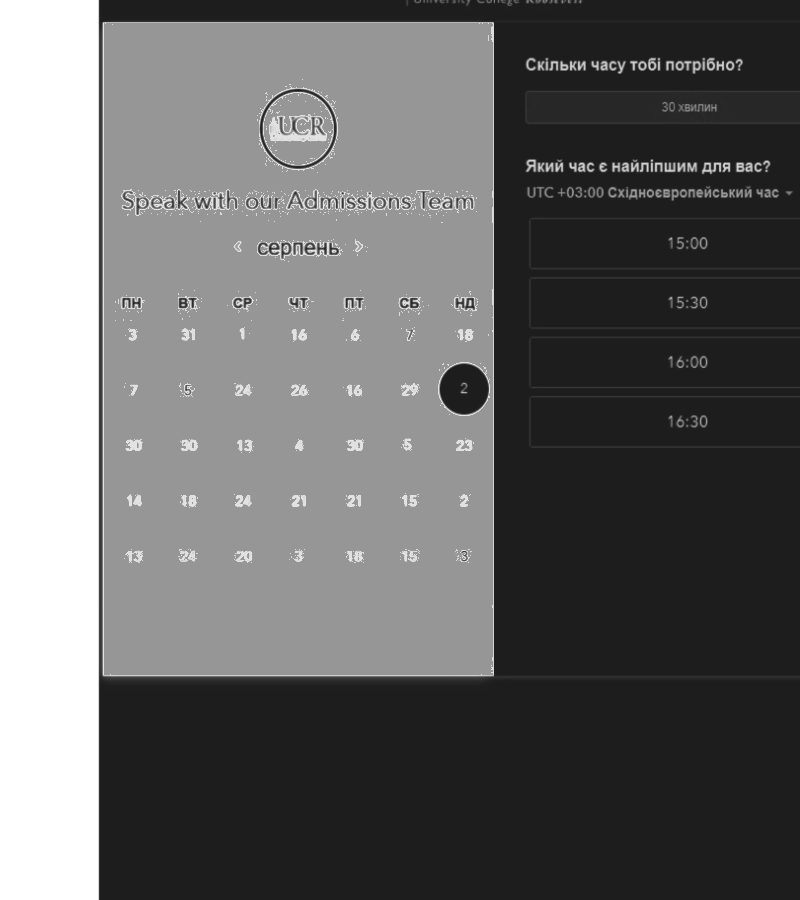 University College
UCR
Speak with our Admissions Team
« серпень »
ПН ВТ СР ЧТ ПТ СБ НД
3 31 1 16 6 7 18
7 5 24 26 16 29 2
30 30 13 4 30 5 23
14 18 24 21 21 15 2
13 24 20 3 18 15 3
Скільки часу тобі потрібно?
30 хвилин
Який час є найліпшим для вас?
UTC +03:00 Східноєвропейський час
15:00
15:30
16:00
16:30